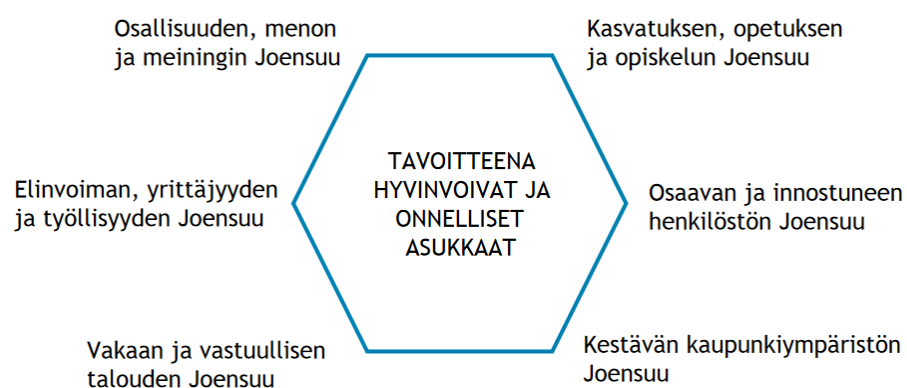 Osallisuuden, menon
ja meiningin Joensuu
Kasvatuksen, opetuksen
ja opiskelun Joensuu
TAVOITTEENA
HYVINVOIVAT JA
ONNELLISET
ASUKKAAT
Elinvoiman, yrittäjyyden
ja työllisyyden Joensuu
Osaavan ja innostuneen
henkilöstön Joensuu
Vakaan ja vastuullisen
talouden Joensuu
Kestävän kaupunkiympäristön
Joensuu